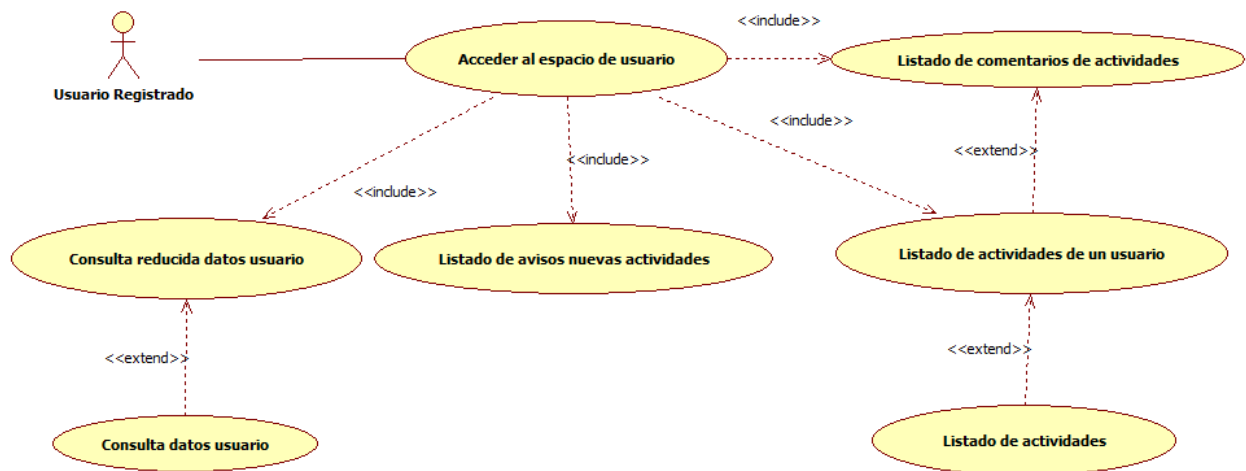 <<include>>
Acceder al espacio de usuario
Listado de comentarios de actividades
Usuario Registrado
<<include>>
<<extend>>
<<include>>
<<include>>
Consulta reducida datos usuario
Listado de avisos nuevas actividades
Listado de actividades de un usuario
<<extend>>
<<extend>>
Consulta datos usuario
Listado de actividades